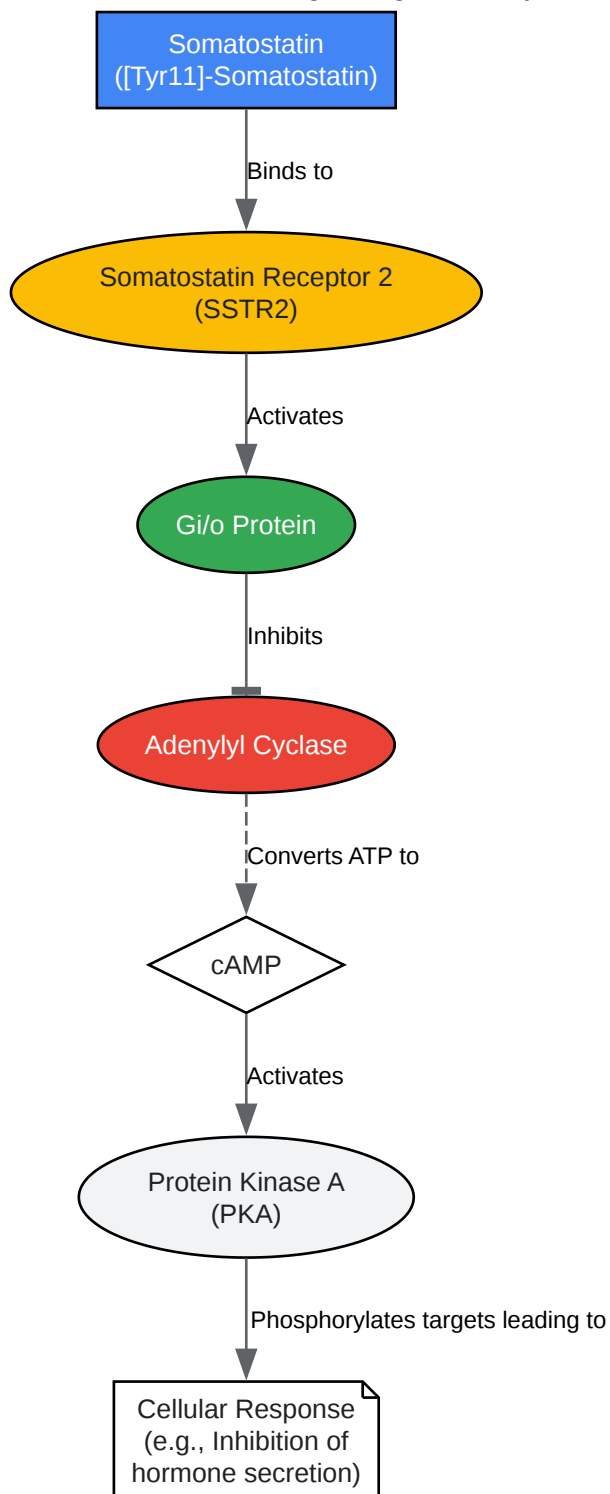 Somatostatin
([Tyr11]-Somatostatin)
Binds to
Somatostatin Receptor 2
(SSTR2)
Activates
Gi/o Protein
Inhibits
Adenylyl Cyclase
Converts ATP to
cAMP
Activates
Protein Kinase A
(PKA)
Phosphorylates targets leading to
Cellular Response
(e.g., Inhibition of
hormone secretion)